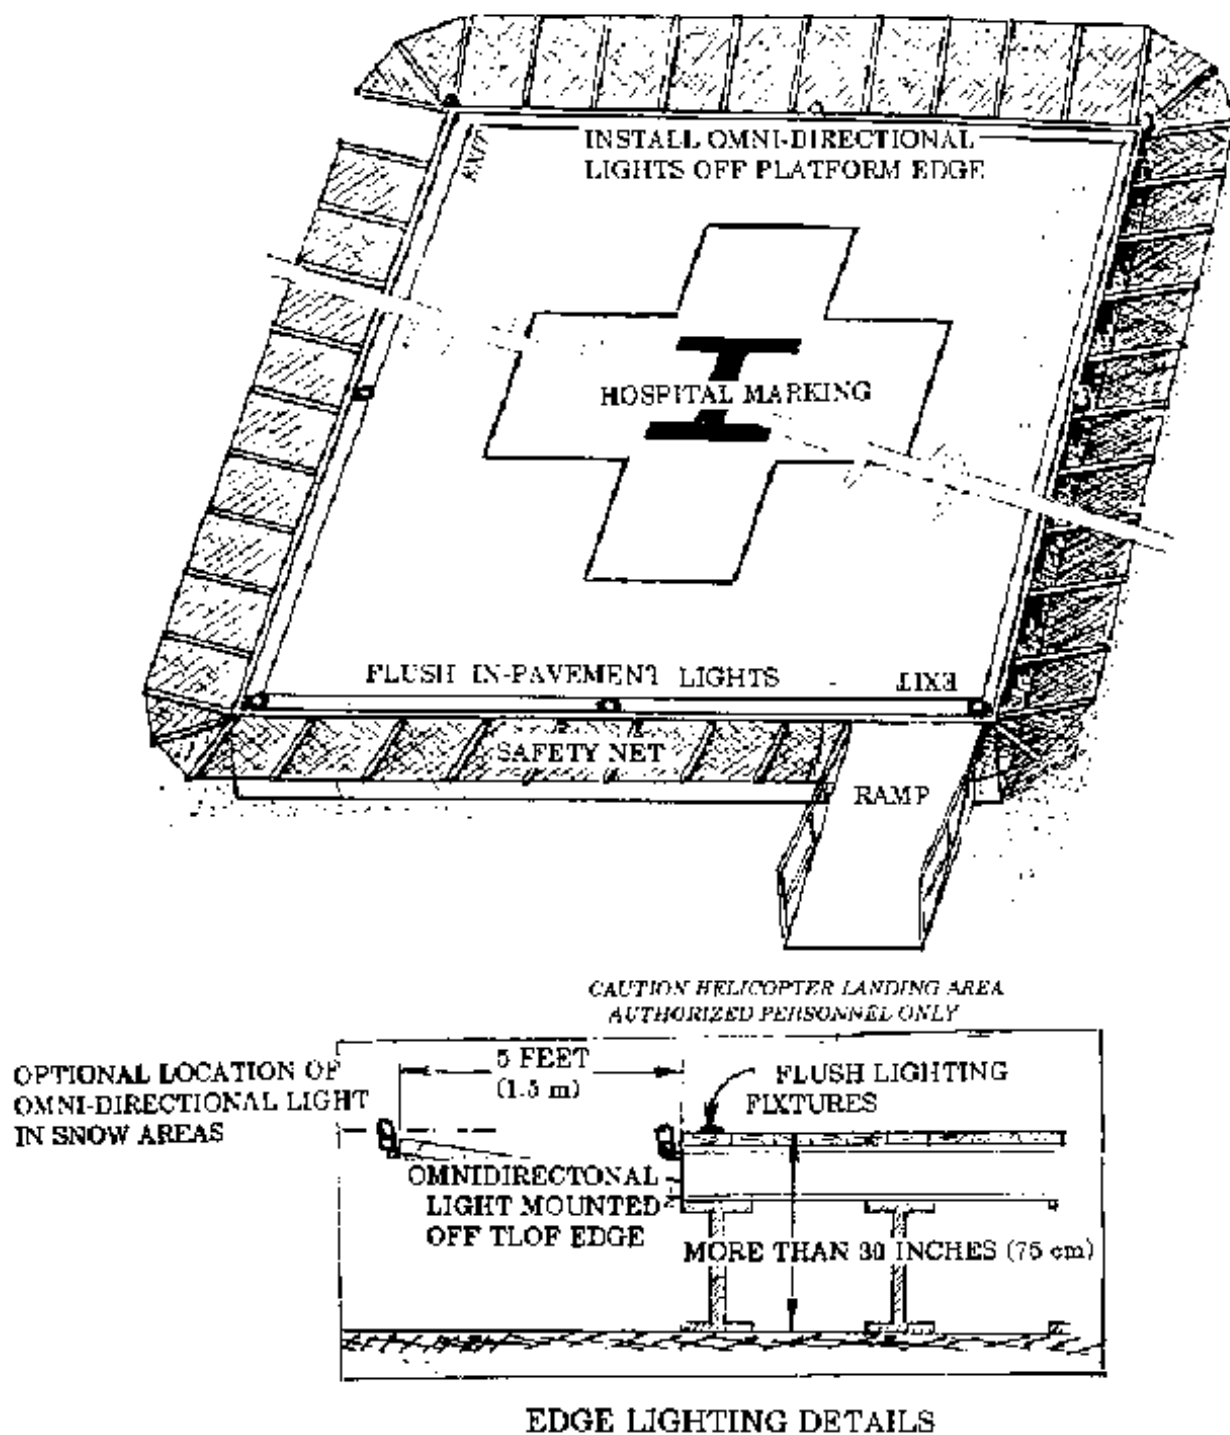 INSTALL OMNI-DIRECTIONAL
LIGHTS OFF PLATFORM EDGE
EXIT
HOSPITAL MARKING
FLUSH IN-PAVEMENT LIGHTS
EXIT
SAFETY NET
RAMP
CAUTION HELICOPTER LANDING AREA
AUTHORIZED PERSONNEL ONLY
OPTIONAL LOCATION OF
OMNI-DIRECTIONAL LIGHT
IN SNOW AREAS
5 FEET
(1.5 m)
FLUSH LIGHTING
FIXTURES
OMNIDIRECTONAL
LIGHT MOUNTED
OFF TLOF EDGE
MORE THAN 30 INCHES (75 cm)
EDGE LIGHTING DETAILS